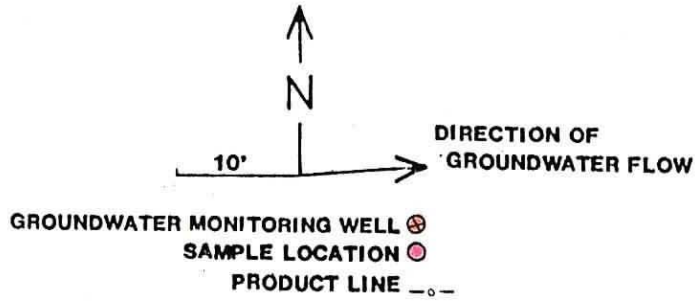 N
10'
DIRECTION OF
GROUNDWATER FLOW
GROUNDWATER MONITORING WELL
SAMPLE LOCATION
PRODUCT LINE